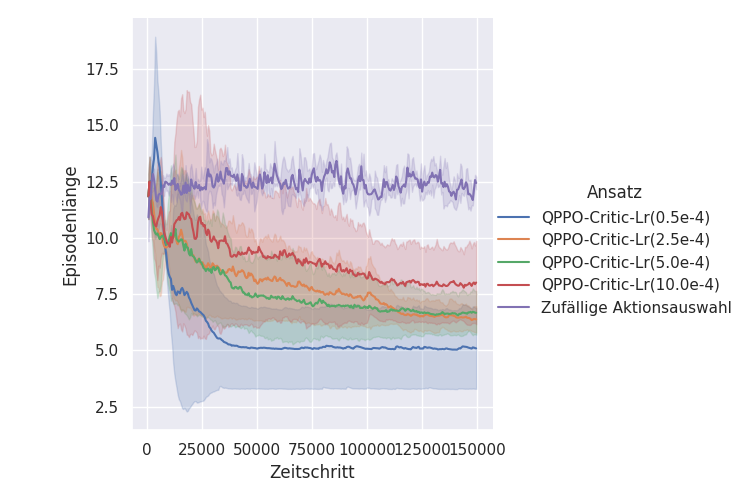 17.5
15.0
12.5
10.0
7.5
5.0
2.5
Episodenlänge
0 25000 50000 75000 100000 125000 150000
Zeitschritt
Ansatz
QPPO-Critic-Lr(0.5e-4)
QPPO-Critic-Lr(2.5e-4)
QPPO-Critic-Lr(5.0e-4)
QPPO-Critic-Lr(10.0e-4)
Zufällige Aktionsauswahl